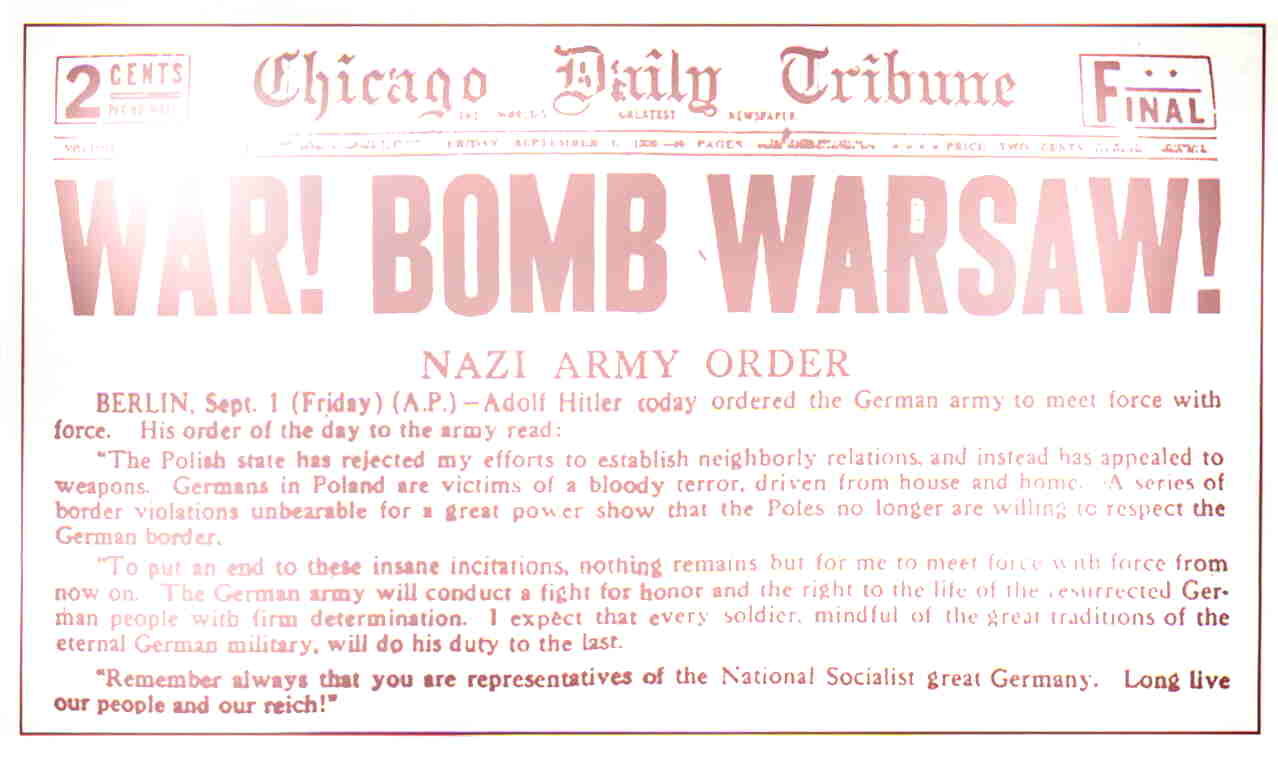 2 CENTS
Chicago Daily Tribune
FINAL
THE WORLD'S GREATEST NEWSPAPER
FRIDAY SEPTEMBER 1, PAGES PRICE TWO CENTS
WAR! BOMB WARSAW!
NAZI ARMY ORDER
BERLIN, Sept. 1 (Friday) (A.P.)—Adolf Hitler today ordered the German army to meet force with
force. His order of the day to the army read:
"The Polish state has rejected my efforts to establish neighborly relations, and instead has appealed to
weapons. Germans in Poland are victims of a bloody terror, driven from house and home. A series of
border violations unbearable for a great power show that the Poles no longer are willing to respect the
German border.
"To put an end to these insane incitations, nothing remains but for me to meet force with force from
now on. The German army will conduct a fight for honor and the right to the life of the resurrected Ger-
man people with firm determination. I expect that every soldier, mindful of the great traditions of the
eternal German military, will do his duty to the last.
"Remember always that you are representatives of the National Socialist great Germany. Long live
our people and our reich!"